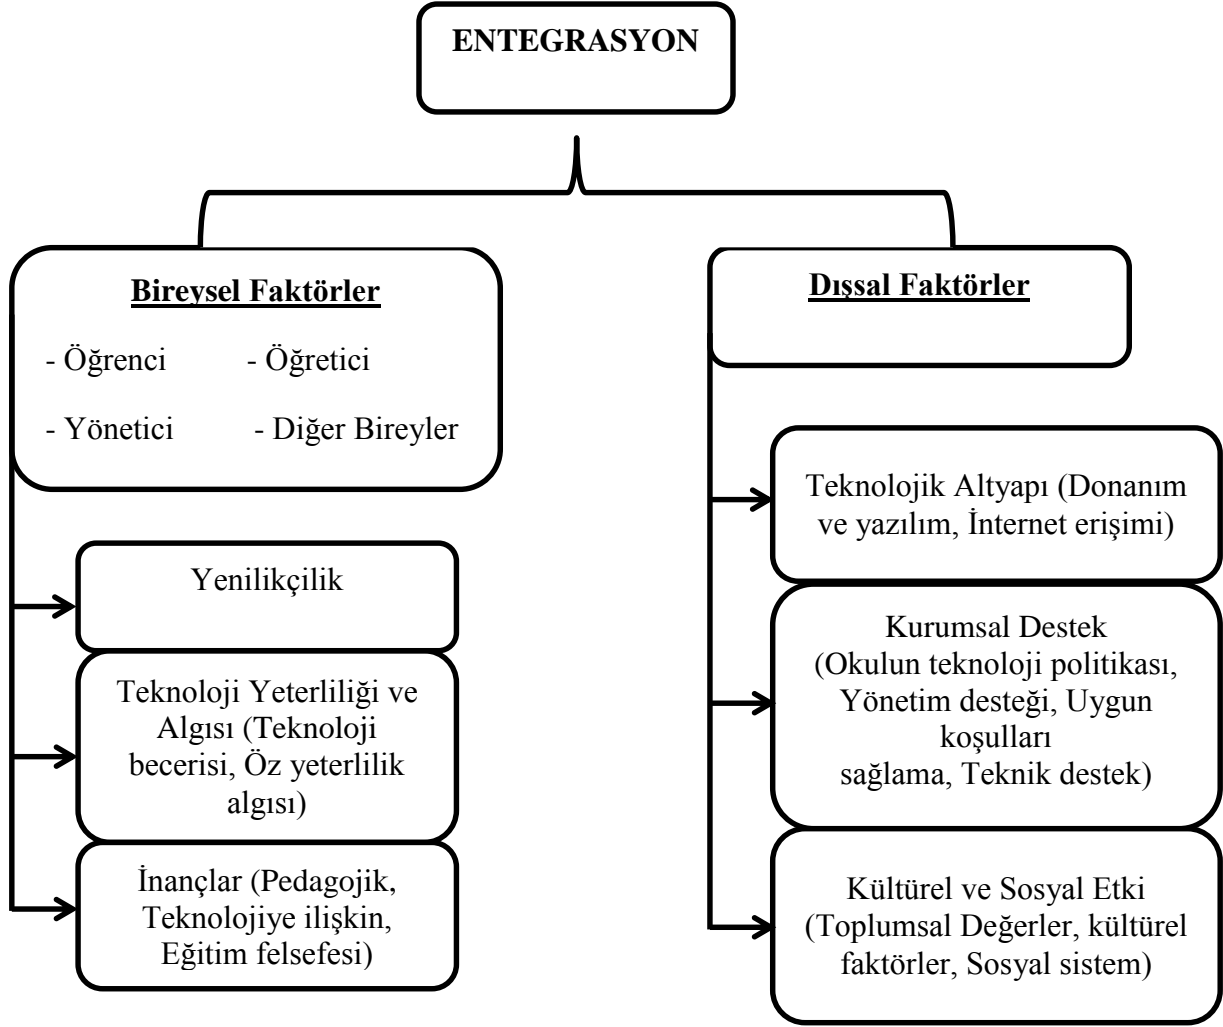 ENTEGRASYON
Bireysel Faktörler
- Öğrenci - Öğretici
- Yönetici - Diğer Bireyler
Yenilikçilik
Teknoloji Yeterliliği ve
Algısı (Teknoloji
becerisi, Öz yeterlilik
algısı)
İnançlar (Pedagojik,
Teknolojiye ilişkin,
Eğitim felsefesi)
Dışsal Faktörler
Teknolojik Altyapı (Donanım
ve yazılım, İnternet erişimi)
Kurumsal Destek
(Okulun teknoloji politikası,
Yönetim desteği, Uygun
koşulları
sağlama, Teknik destek)
Kültürel ve Sosyal Etki
(Toplumsal Değerler, kültürel
faktörler, Sosyal sistem)